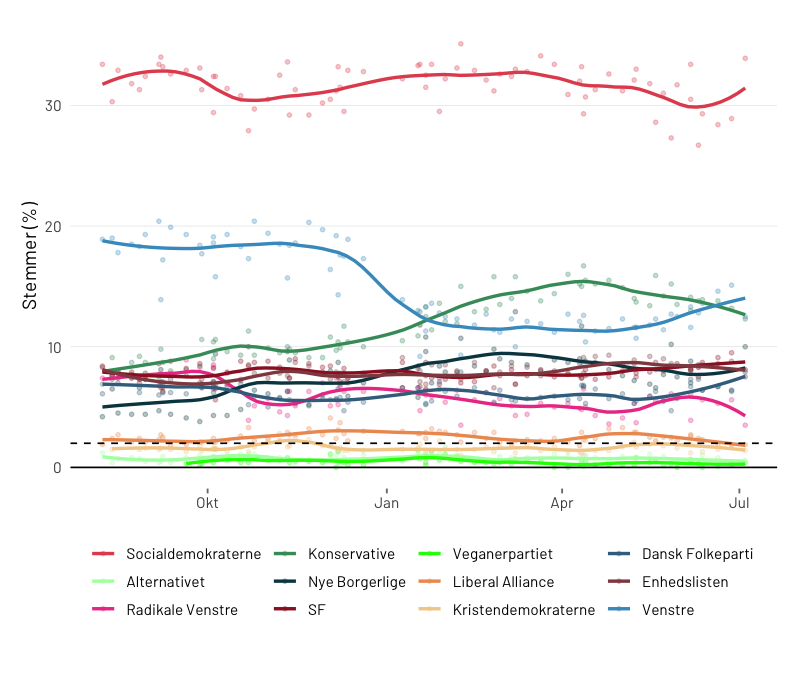 Stemmer(%)
30
20
10
0
Okt Jan Apr Jul
Socialdemokraterne Konservative Veganerpartiet Dansk Folkeparti
Alternativet Nye Borgerlige Liberal Alliance Enhedslisten
Radikale Venstre SF Kristendemokraterne Venstre